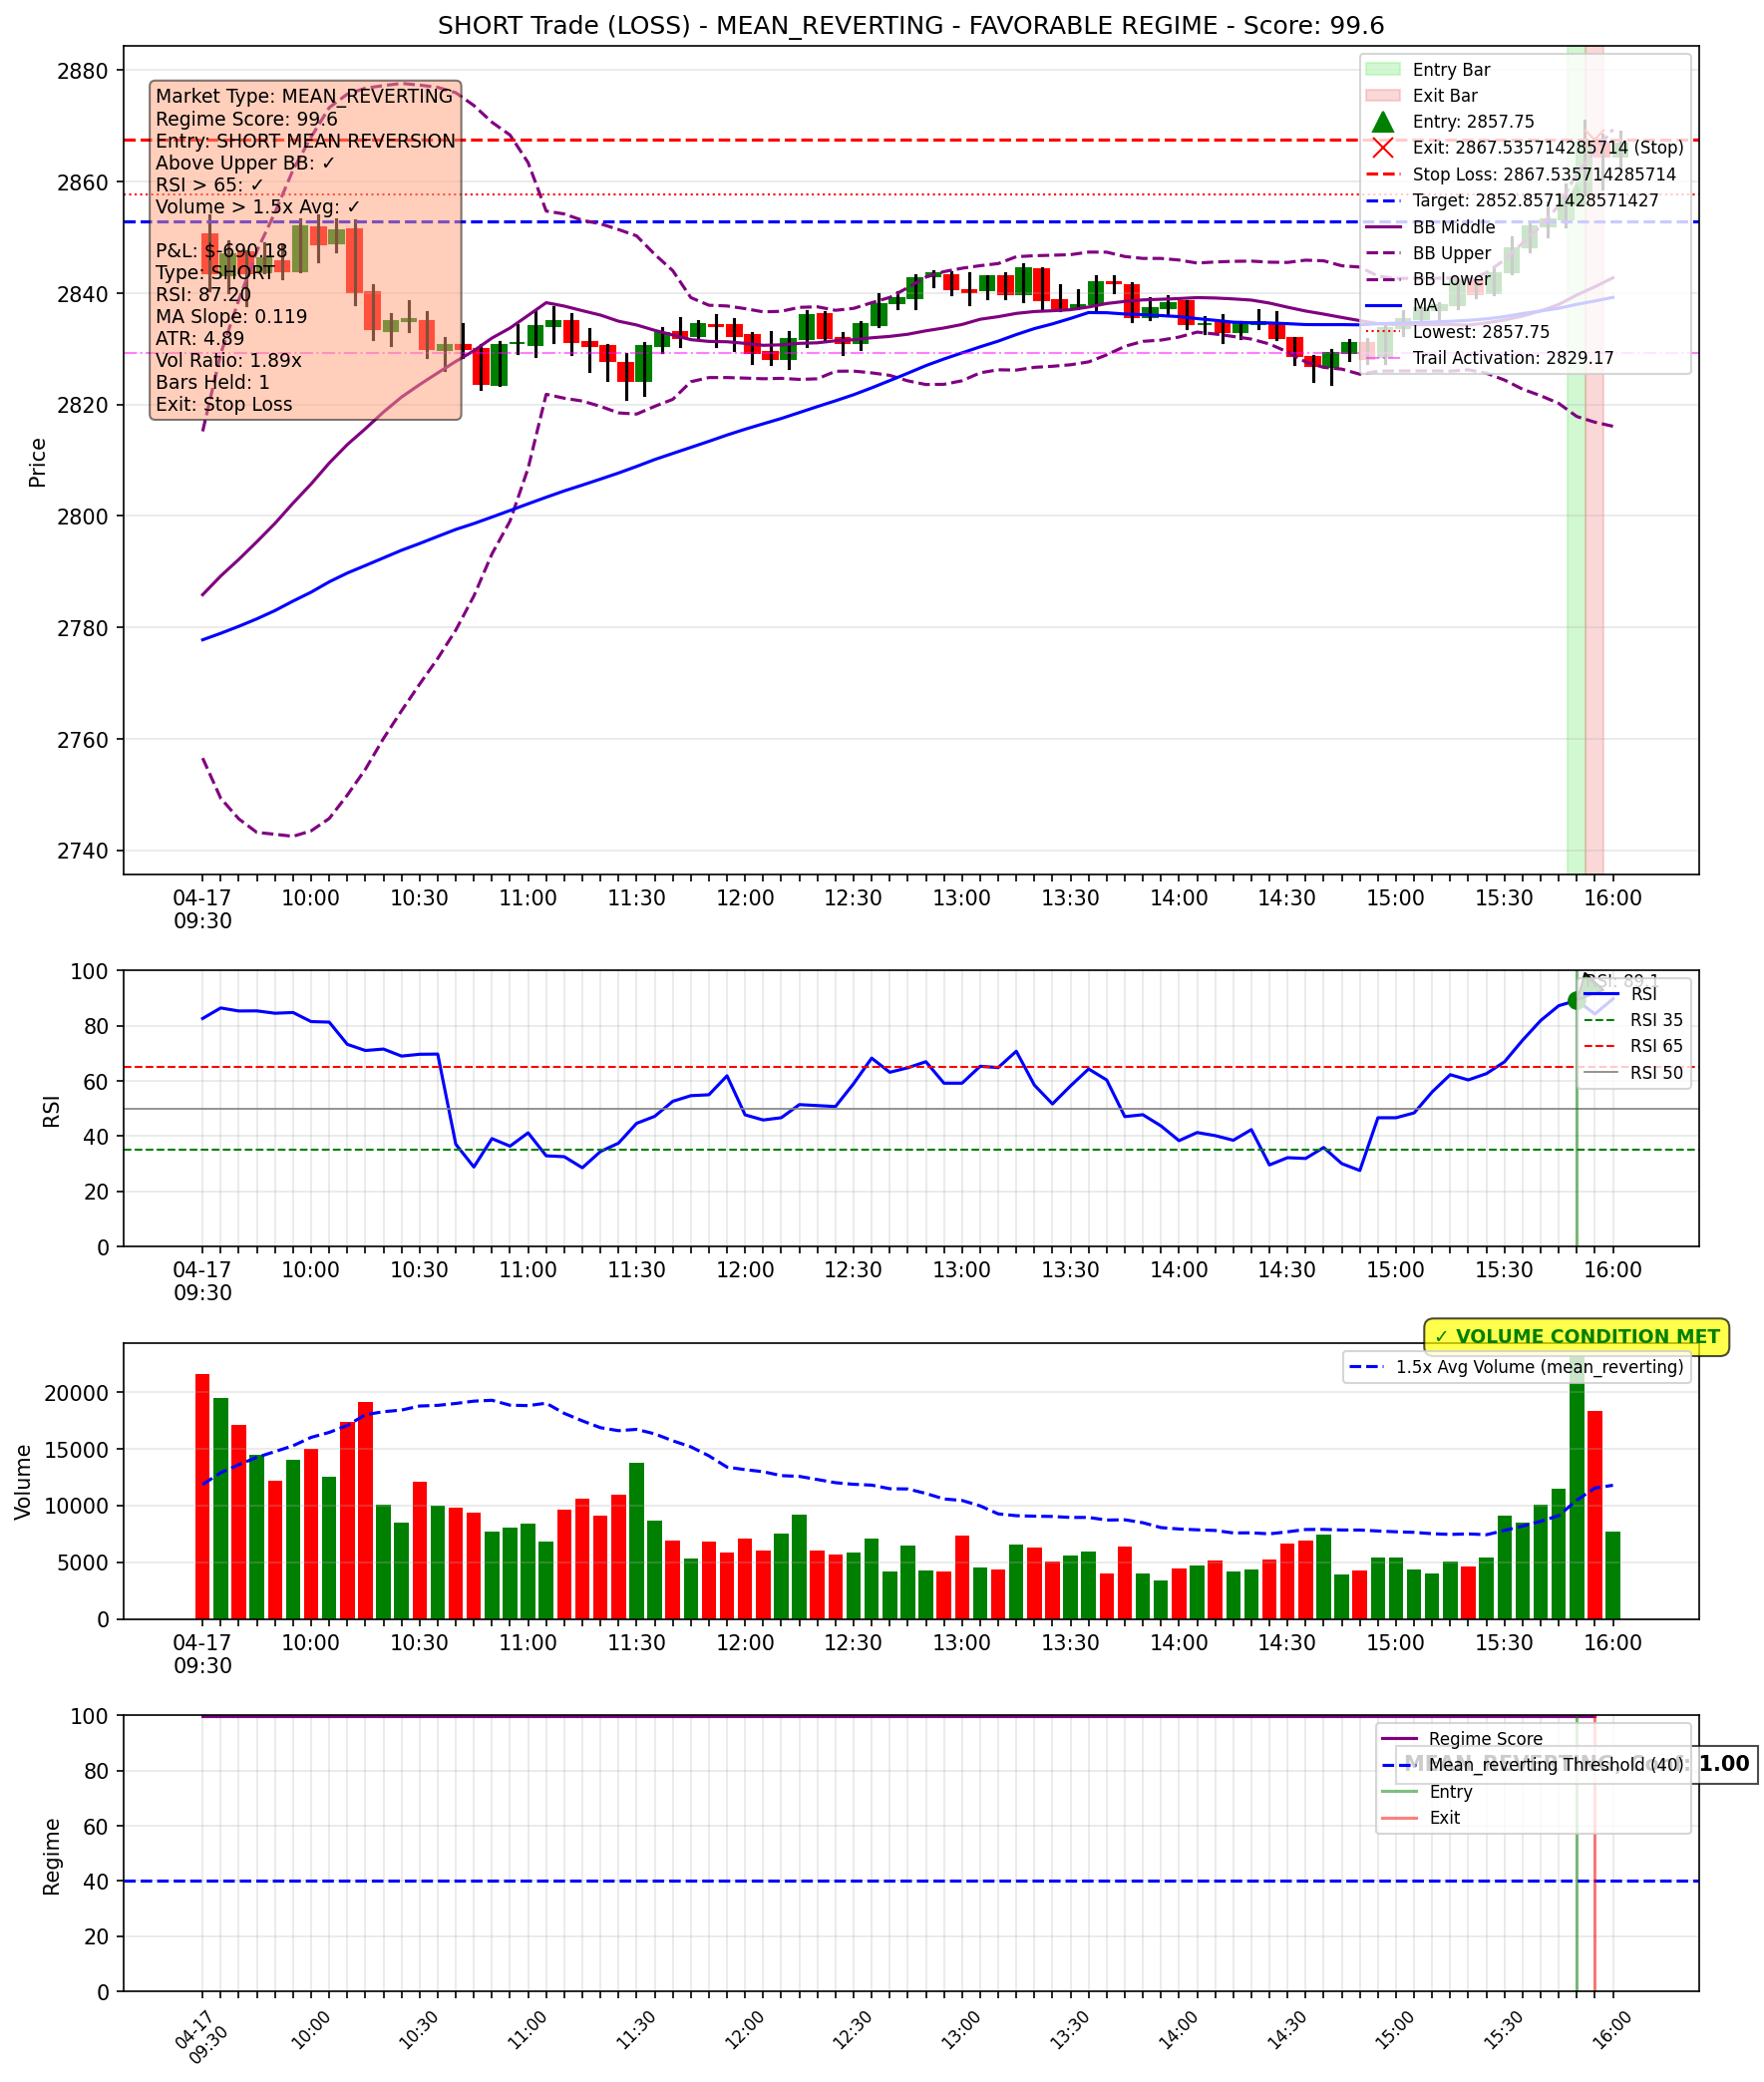 SHORT Trade (LOSS) - MEAN_REVERTING - FAVORABLE REGIME - Score: 99.6
Price
2880
2860
2840
2820
2800
2780
2760
2740
Market Type: MEAN_REVERTING
Regime Score: 99.6
Entry: SHORT MEAN REVERSION
Above Upper BB: ✓
RSI > 65: ✓
Volume > 1.5x Avg: ✓
P&L: $-690.18
Type: SHORT
RSI: 87.20
MA Slope: 0.119
ATR: 4.89
Vol Ratio: 1.89x
Bars Held: 1
Exit: Stop Loss
Entry Bar
Exit Bar
Entry: 2857.75
Exit: 2867.535714285714 (Stop)
Stop Loss: 2867.535714285714
Target: 2852.8571428571427
BB Middle
BB Upper
BB Lower
MA
Lowest: 2857.75
Trail Activation: 2829.17
04-17 10:00 10:30 11:00 11:30 12:00 12:30 13:00 13:30 14:00 14:30 15:00 15:30 16:00
09:30
RSI
100
80
60
40
20
0
RSI: 89.1
RSI
RSI 35
RSI 65
RSI 50
04-17 10:00 10:30 11:00 11:30 12:00 12:30 13:00 13:30 14:00 14:30 15:00 15:30 16:00
09:30
✓ VOLUME CONDITION MET
1.5x Avg Volume (mean_reverting)
Volume
20000
15000
10000
5000
0
04-17 10:00 10:30 11:00 11:30 12:00 12:30 13:00 13:30 14:00 14:30 15:00 15:30 16:00
09:30
Regime
100
80
60
40
20
0
Regime Score
Mean_reverting Threshold (40)
Entry
Exit
MEAN_REVERTING, Conf: 1.00
04-17 10:00 10:30 11:00 11:30 12:00 12:30 13:00 13:30 14:00 14:30 15:00 15:30 16:00
09:30